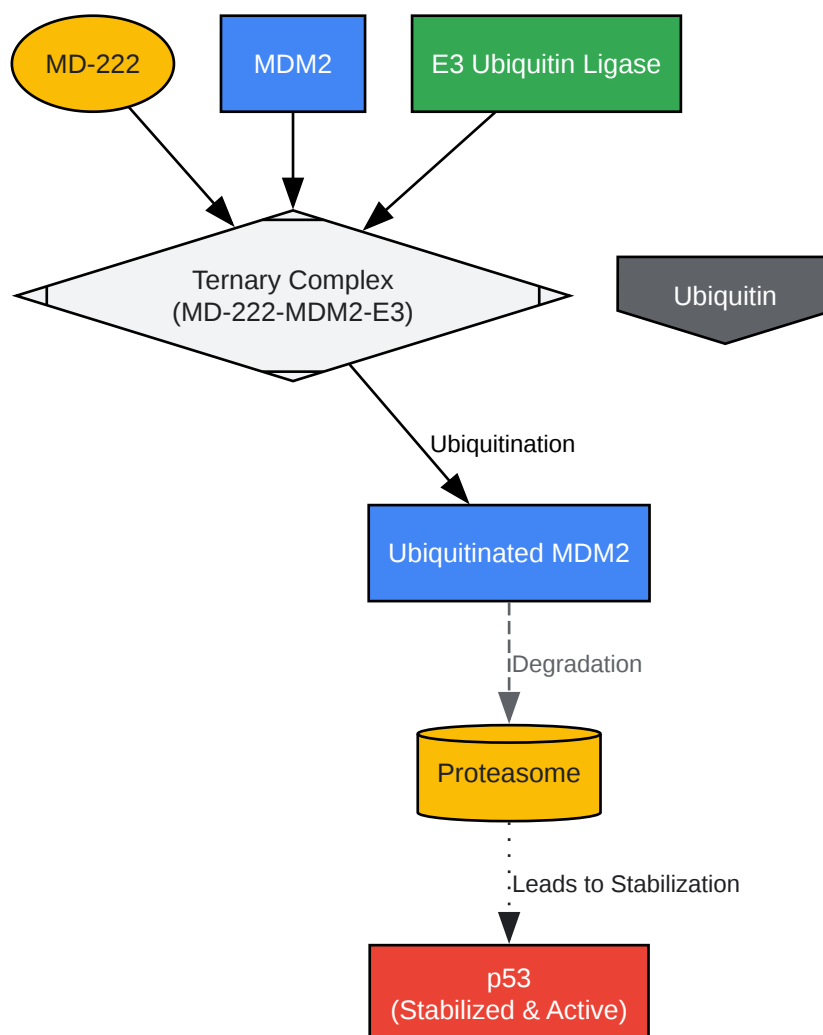 MD-222
MDM2
E3 Ubiquitin Ligase
Ternary Complex
(MD-222-MDM2-E3)
Ubiquitin
Ubiquitination
Ubiquitinated MDM2
Degradation
Proteasome
Leads to Stabilization
p53
(Stabilized & Active)